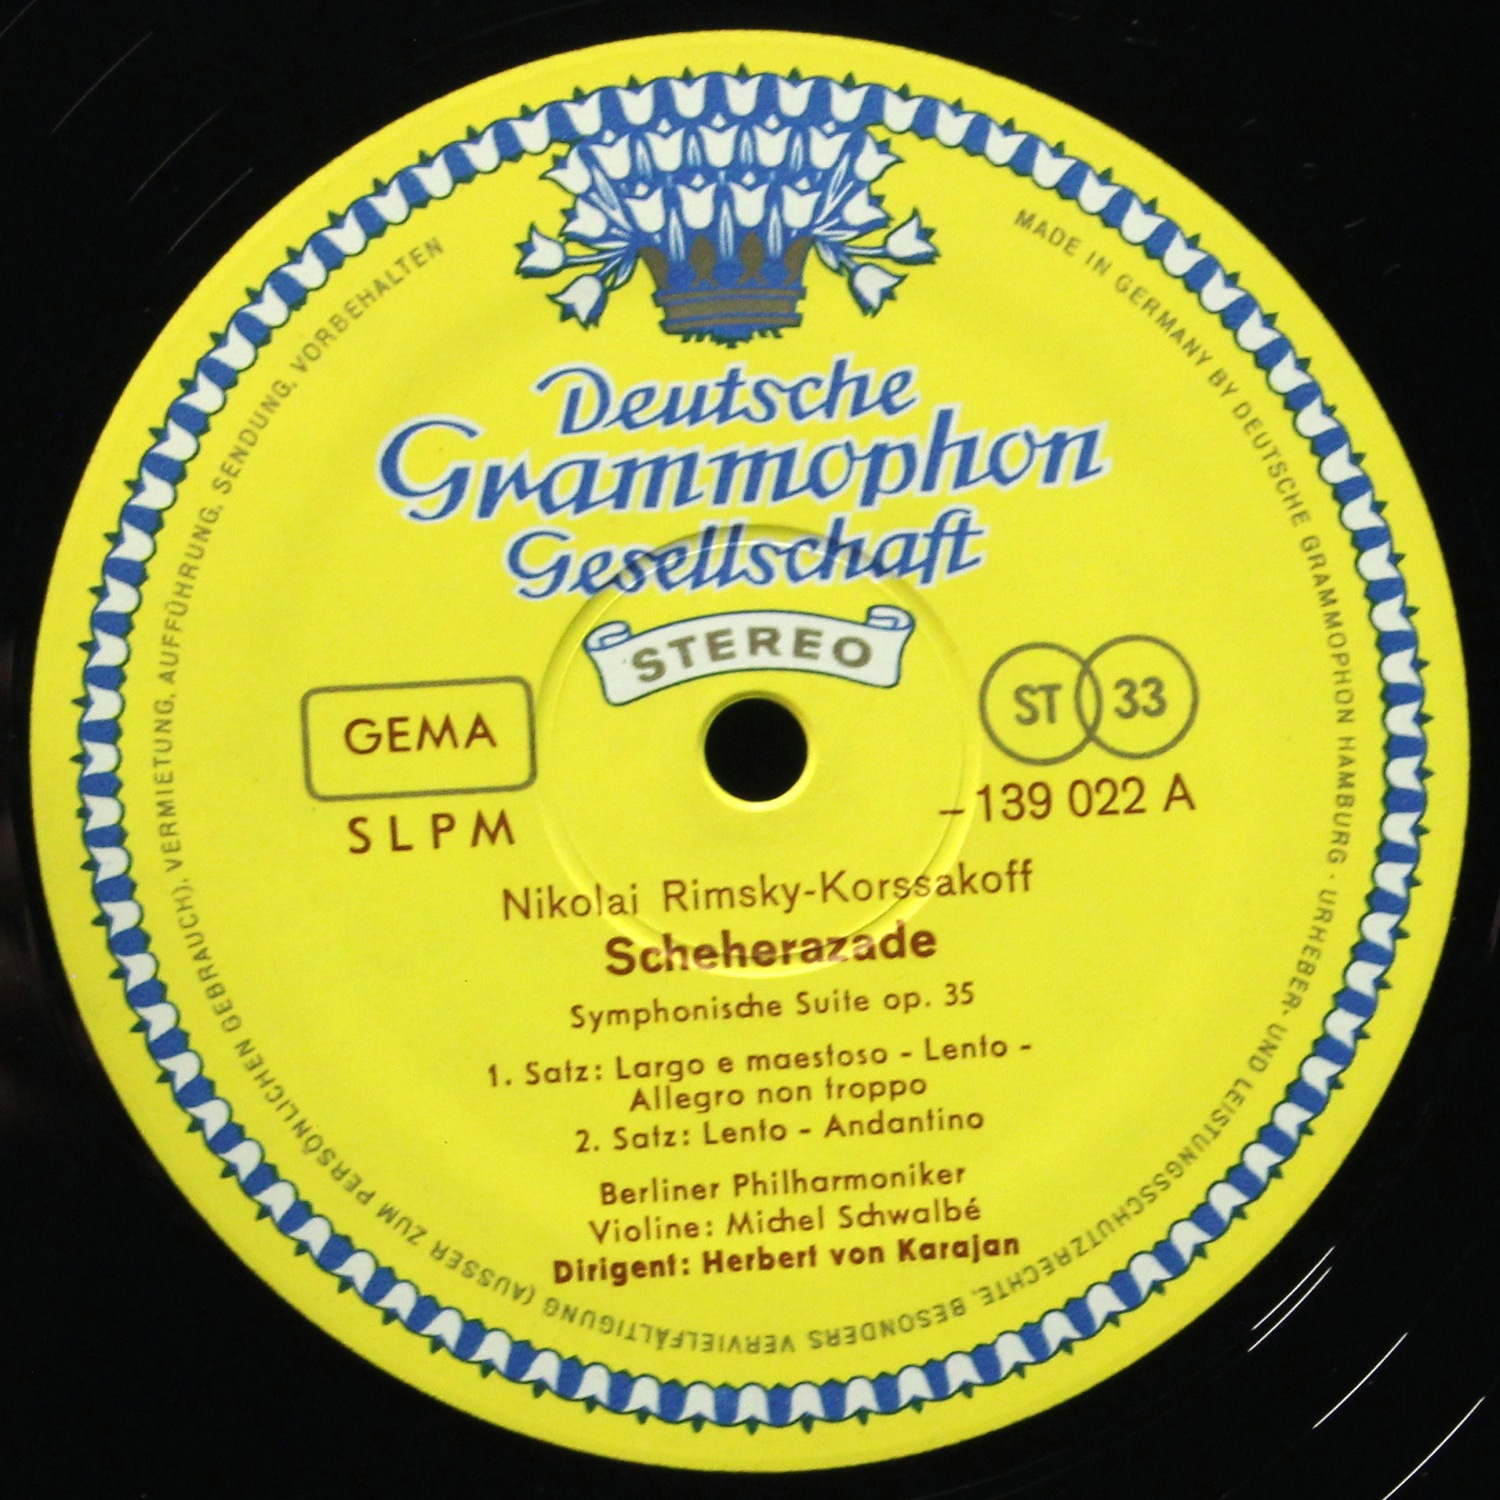 Deutsche
Grammophon
Gesellschaft
STEREO
GEMA
ST 33
SLPM
–139 022 A
Nikolai Rimsky-Korssakoff
Scheherazade
Symphonische Suite op. 35
1. Satz: Largo e maestoso - Lento -
Allegro non troppo
2. Satz: Lento - Andantino
Berliner Philharmoniker
Violine: Michel Schwalbé
Dirigent: Herbert von Karajan
MADE IN GERMANY BY DEUTSCHE GRAMMOPHON HAMBURG · URHEBER- UND LEISTUNGSSCHUTZRECHTE, BESONDERS VERVIELFÄLTIGUNG (AUSSER ZUM PERSÖNLICHEN GEBRAUCH), VERMIETUNG, AUFFÜHRUNG, SENDUNG, VORBEHALTEN